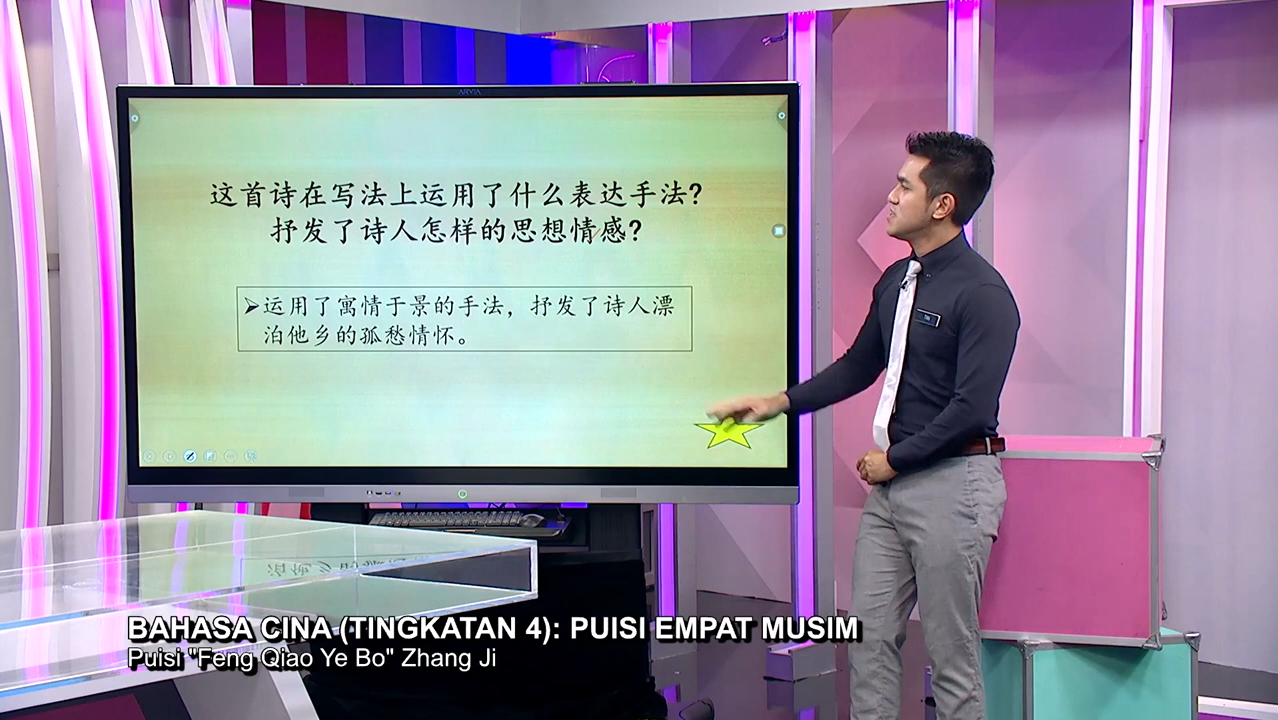 ARVIA
这首诗在写法上运用了什么表达手法?
抒发了诗人怎样的思想情感?
➢运用了寓情于景的手法，抒发了诗人漂
泊他乡的孤愁情怀。
BAHASA CINA (TINGKATAN 4): PUISI EMPAT MUSIM
Puisi "Feng Qiao Ye Bo" Zhang Ji